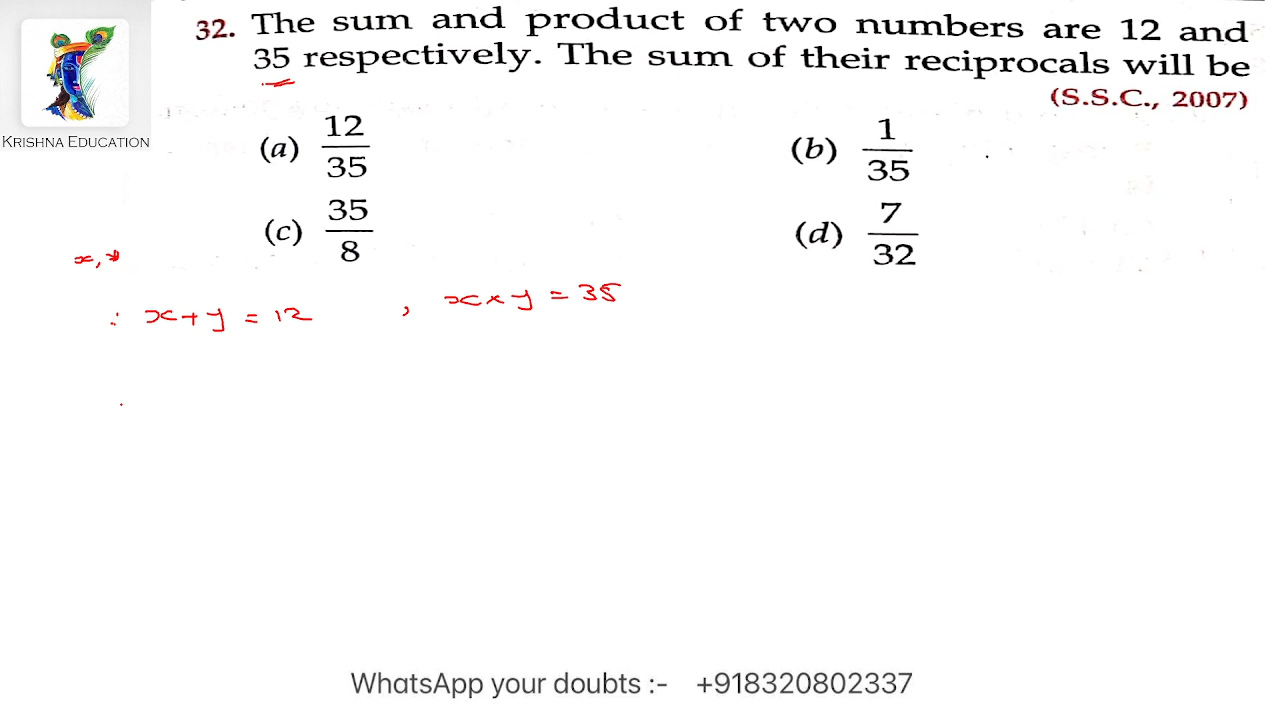 32. The sum and product of two numbers are 12 and
35 respectively. The sum of their reciprocals will be
(S.S.C., 2007)
KRISHNA EDUCATION
(a) 12/35 (b) 1/35
(c) 35/8 (d) 7/32
x, y
∴ x + y = 12 , x × y = 35
WhatsApp your doubts :- +918320802337